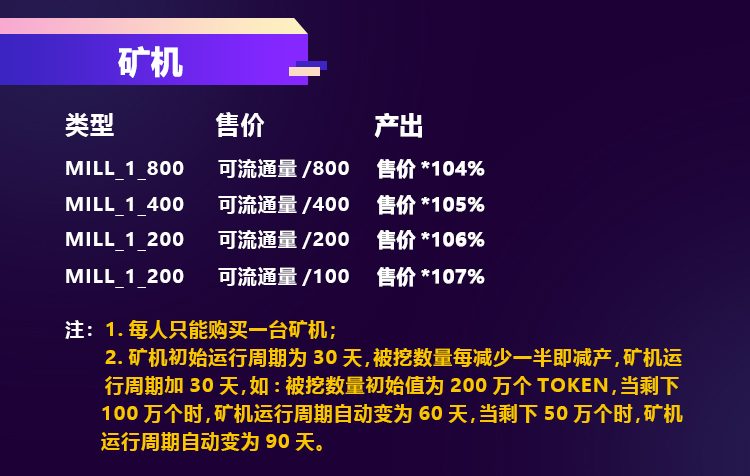 矿机
类型 售价 产出
MILL_1_800 可流通量 /800 售价 *104%
MILL_1_400 可流通量 /400 售价 *105%
MILL_1_200 可流通量 /200 售价 *106%
MILL_1_200 可流通量 /100 售价 *107%
注：1. 每人只能购买一台矿机；
2. 矿机初始运行周期为 30 天，被挖数量每减少一半即减产，矿机运
行周期加 30 天，如：被挖数量初始值为 200 万个 TOKEN，当剩下
100 万个时，矿机运行周期自动变为 60 天，当剩下 50 万个时，矿机
运行周期自动变为 90 天。